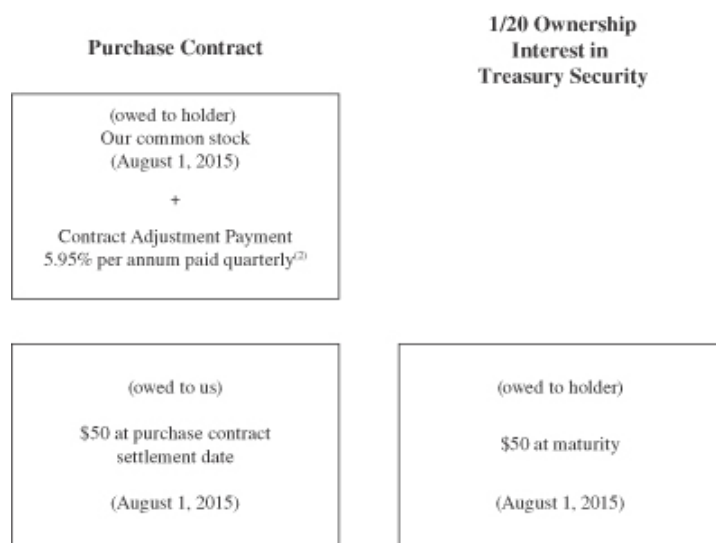 Purchase Contract
1/20 Ownership
Interest in
Treasury Security
(owed to holder)
Our common stock
(August 1, 2015)
+
Contract Adjustment Payment
5.95% per annum paid quarterly(2)
(owed to us)
$50 at purchase contract
settlement date
(August 1, 2015)
(owed to holder)
$50 at maturity
(August 1, 2015)